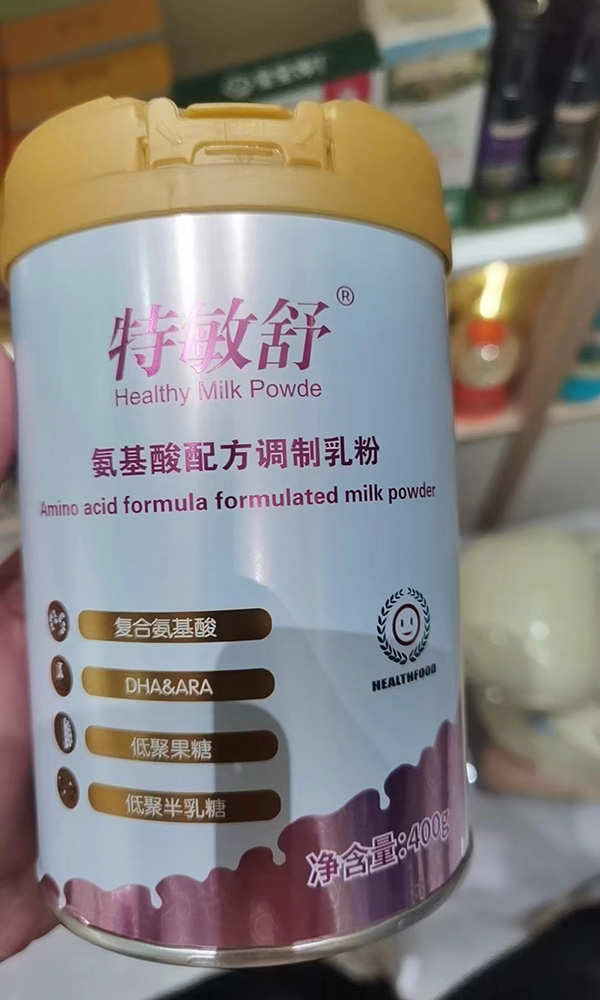 特敏舒®
Healthy Milk Powde
氨基酸配方调制乳粉
Amino acid formula formulated milk powder
复合氨基酸
DHA&ARA
低聚果糖
低聚半乳糖
HEALTHFOOD
净含量:400g